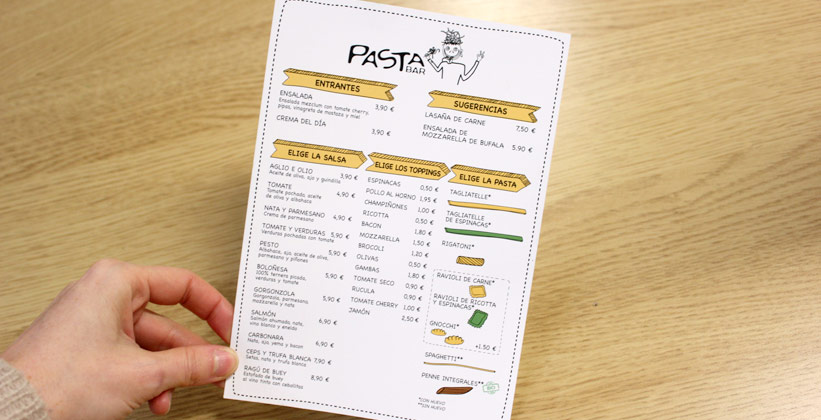 PASTA
BAR
ENTRANTES
ENSALADA 3,90 €
Ensalada mezclum con tomate cherry,
pipas, vinagreta de mostaza y miel
CREMA DEL DÍA 3,90 €
SUGERENCIAS
LASAÑA DE CARNE 7,50 €
ENSALADA DE
MOZZARELLA DE BUFALA 5,90 €
ELIGE LA SALSA
AGLIO E OLIO 3,90 €
Aceite de oliva, ajo y guindilla
TOMATE 4,90 €
Tomate pochado, aceite
de oliva y albahaca
NATA Y PARMESANO 4,90 €
Crema de parmesano
TOMATE Y VERDURAS 5,90 €
Verduras pochadas con tomate
PESTO 5,90 €
Albahaca, ajo, aceite de oliva,
parmesano y piñones
BOLOÑESA 5,90 €
100% ternera picada,
verduras y tomate
GORGONZOLA 5,90 €
Gorgonzola, parmesano,
mozzarella y nata
SALMÓN 6,90 €
Salmón ahumado, nata,
vino blanco y eneldo
CARBONARA 6,90 €
Nata, ajo, yema y bacon
CEPS Y TRUFA BLANCA 7,90 €
Setas, nata y trufa blanca
RAGÚ DE BUEY 8,90 €
Estofado de buey
al vino tinto con cebollitas
ELIGE LOS TOPPINGS
ESPINACAS 0,50 €
POLLO AL HORNO 1,95 €
CHAMPIÑONES 1,00 €
RICOTTA 0,50 €
BACON 1,80 €
MOZZARELLA 1,50 €
BROCOLI 1,20 €
OLIVAS 0,50 €
GAMBAS 1,80 €
TOMATE SECO 0,90 €
RUCULA 0,90 €
TOMATE CHERRY 1,00 €
JAMÓN 2,50 €
ELIGE LA PASTA
TAGLIATELLE*
TAGLIATELLE
DE ESPINACAS*
RIGATONI*
RAVIOLI DE CARNE*
RAVIOLI DE RICOTTA
Y ESPINACAS*
GNOCCHI*
+1.50 €
SPAGHETTI**
PENNE INTEGRALES**
*CON HUEVO
**SIN HUEVO